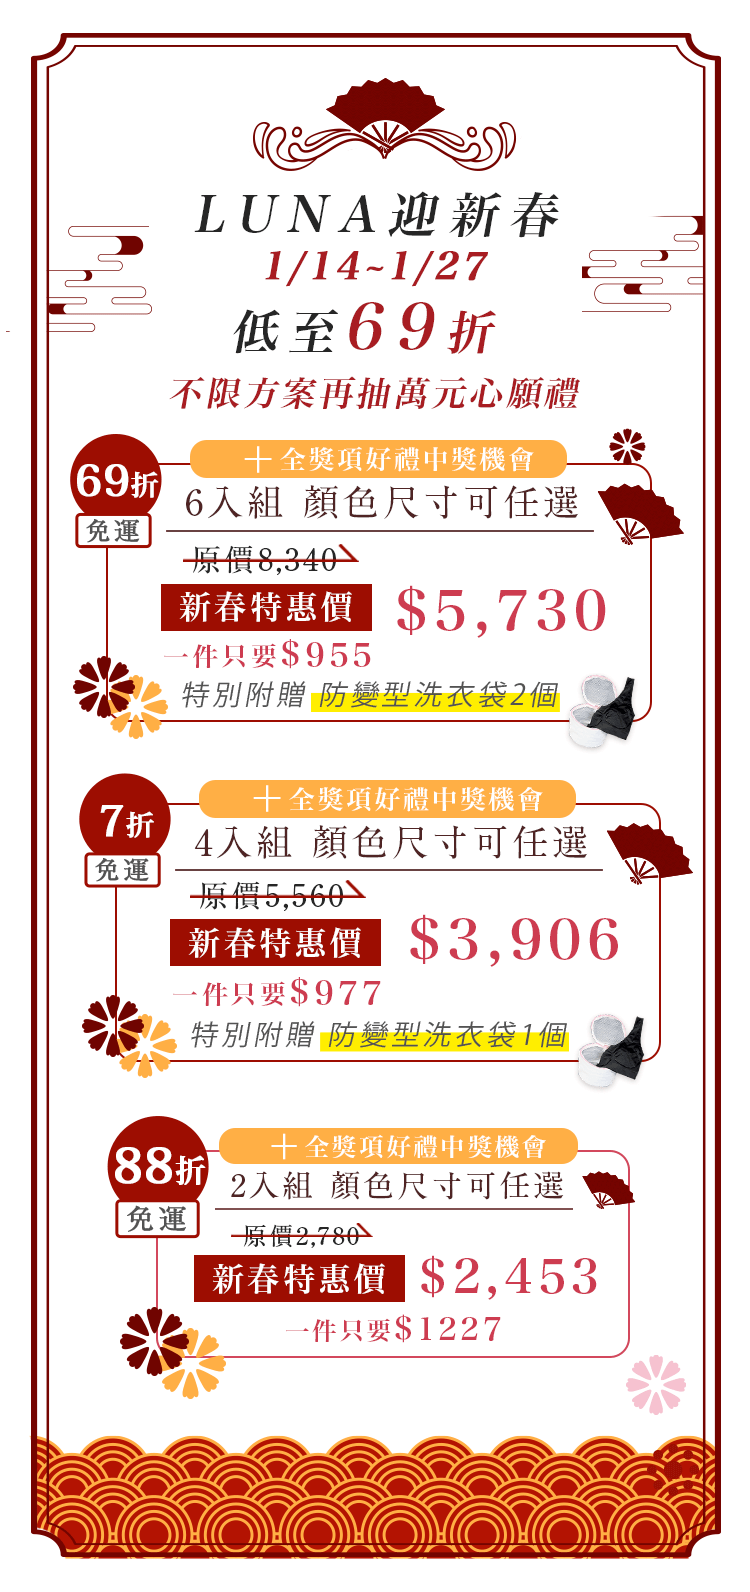 LUNA迎新春
1/14~1/27
低至69折
不限方案再抽萬元心願禮
69折
免運
＋全獎項好禮中獎機會
6入組 顏色尺寸可任選
原價8,340
新春特惠價 $5,730
一件只要$955
特別附贈 防變型洗衣袋2個
7折
免運
＋全獎項好禮中獎機會
4入組 顏色尺寸可任選
原價5,560
新春特惠價 $3,906
一件只要$977
特別附贈 防變型洗衣袋1個
88折
免運
＋全獎項好禮中獎機會
2入組 顏色尺寸可任選
原價2,780
新春特惠價 $2,453
一件只要$1227